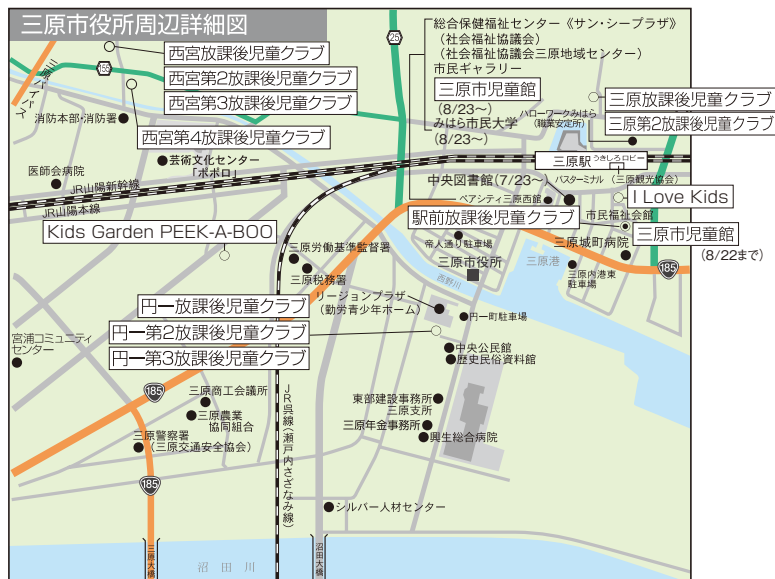 三原市役所周辺詳細図
西宮放課後児童クラブ
西宮第2放課後児童クラブ
西宮第3放課後児童クラブ
西宮第4放課後児童クラブ
三原バイパス
155
25
消防本部・消防署
医師会病院
芸術文化センター
「ポポロ」
JR山陽新幹線
JR山陽本線
総合保健福祉センター《サン・シープラザ》
(社会福祉協議会)
(社会福祉協議会三原地域センター)
市民ギャラリー
三原市児童館
(8/23〜)
みはら市民大学
(8/23〜)
ハローワークみはら
(職業安定所)
三原放課後児童クラブ
三原第2放課後児童クラブ
三原駅 うきしろロビー
(三原観光協会)
バスターミナル
中央図書館(7/23〜)
ペアシティ三原西館
I Love Kids
市民福祉会館
駅前放課後児童クラブ
三原市児童館
(8/22まで)
帝人通り駐車場
三原城町病院
三原港
三原市役所
三原内港東
駐車場
185
西野川
Kids Garden PEEK-A-BOO
三原労働基準監督署
三原税務署
円一放課後児童クラブ
円一第2放課後児童クラブ
円一第3放課後児童クラブ
リージョンプラザ
(勤労青少年ホーム)
円一町駐車場
中央公民館
歴史民俗資料館
宮浦コミュニティ
センター
185
三原商工会議所
三原農業
協同組合
三原警察署
(三原交通安全協会)
185
JR呉線(瀬戸内さざなみ線)
東部建設事務所
三原支所
三原年金事務所
興生総合病院
シルバー人材センター
三原大橋
沼田川
沼田大橋